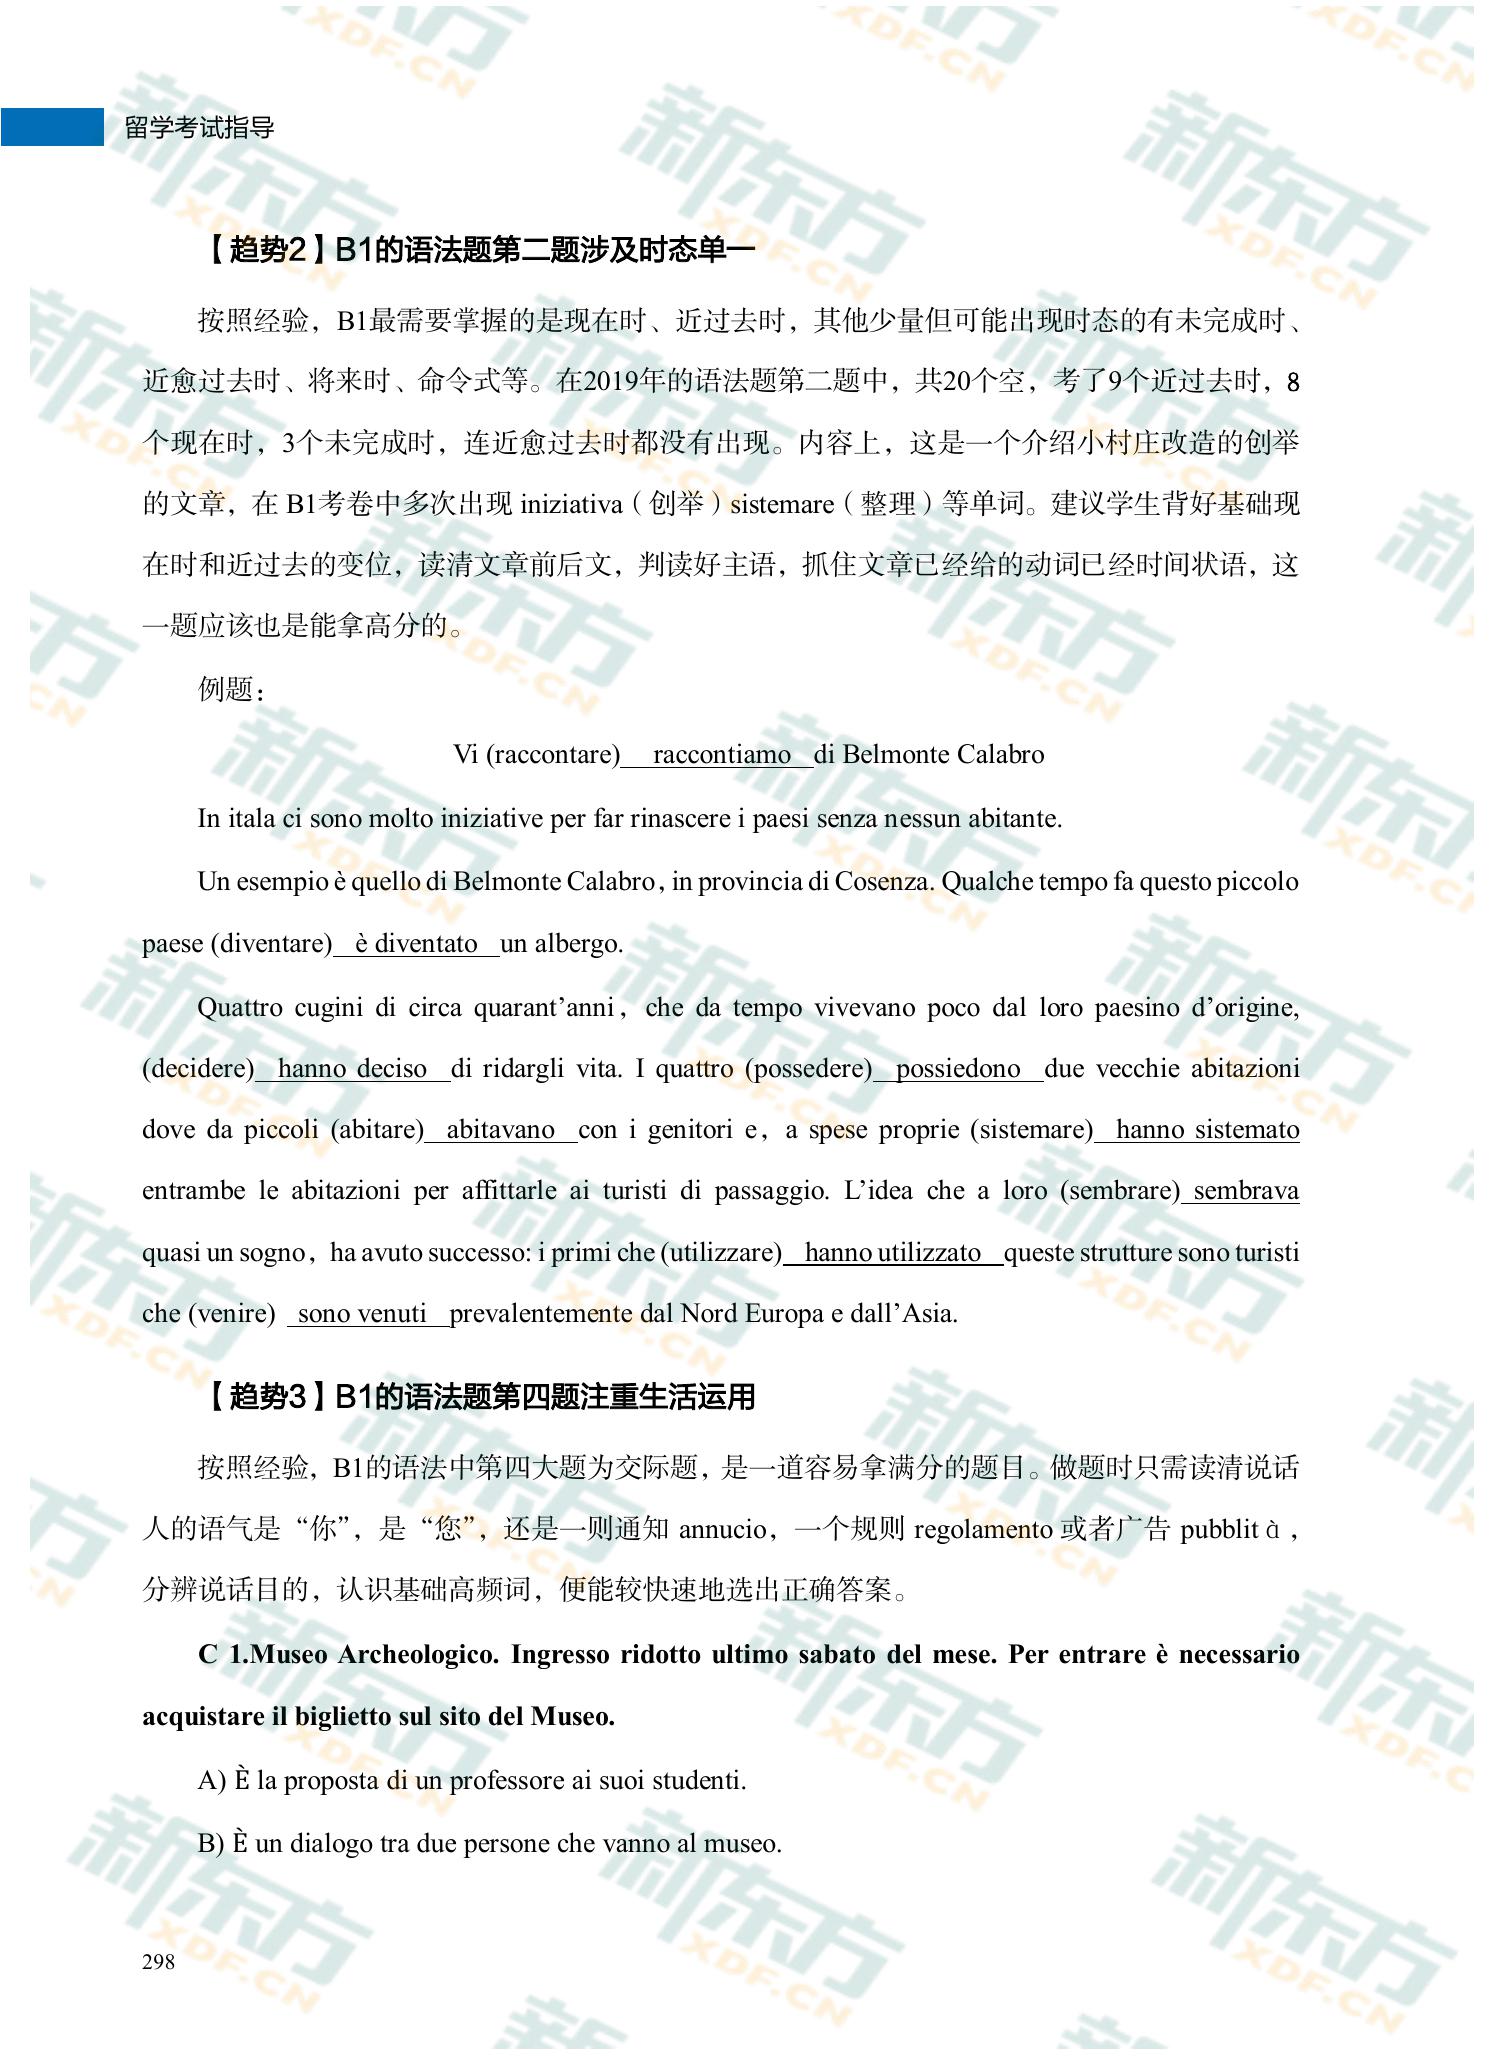 留学考试指导
【趋势2】B1的语法题第二题涉及时态单一
按照经验，B1最需要掌握的是现在时、近过去时，其他少量但可能出现时态的有未完成时、
近愈过去时、将来时、命令式等。在2019年的语法题第二题中，共20个空，考了9个近过去时，8
个现在时，3个未完成时，连近愈过去时都没有出现。内容上，这是一个介绍小村庄改造的创举
的文章，在 B1考卷中多次出现 iniziativa（创举）sistemare（整理）等单词。建议学生背好基础现
在时和近过去的变位，读清文章前后文，判读好主语，抓住文章已经给的动词已经时间状语，这
一题应该也是能拿高分的。
例题：
Vi (raccontare) raccontiamo di Belmonte Calabro
In itala ci sono molto iniziative per far rinascere i paesi senza nessun abitante.
Un esempio è quello di Belmonte Calabro，in provincia di Cosenza. Qualche tempo fa questo piccolo
paese (diventare) è diventato un albergo.
Quattro cugini di circa quarant’anni，che da tempo vivevano poco dal loro paesino d’origine,
(decidere) hanno deciso di ridargli vita. I quattro (possedere) possiedono due vecchie abitazioni
dove da piccoli (abitare) abitavano con i genitori e，a spese proprie (sistemare) hanno sistemato
entrambe le abitazioni per affittarle ai turisti di passaggio. L’idea che a loro (sembrare) sembrava
quasi un sogno，ha avuto successo: i primi che (utilizzare) hanno utilizzato queste strutture sono turisti
che (venire) sono venuti prevalentemente dal Nord Europa e dall’Asia.
【趋势3】B1的语法题第四题注重生活运用
按照经验，B1的语法中第四大题为交际题，是一道容易拿满分的题目。做题时只需读清说话
人的语气是“你”，是“您”，还是一则通知 annucio，一个规则 regolamento 或者广告 pubblità，
分辨说话目的，认识基础高频词，便能较快速地选出正确答案。
C 1.Museo Archeologico. Ingresso ridotto ultimo sabato del mese. Per entrare è necessario
acquistare il biglietto sul sito del Museo.
A) È la proposta di un professore ai suoi studenti.
B) È un dialogo tra due persone che vanno al museo.
298